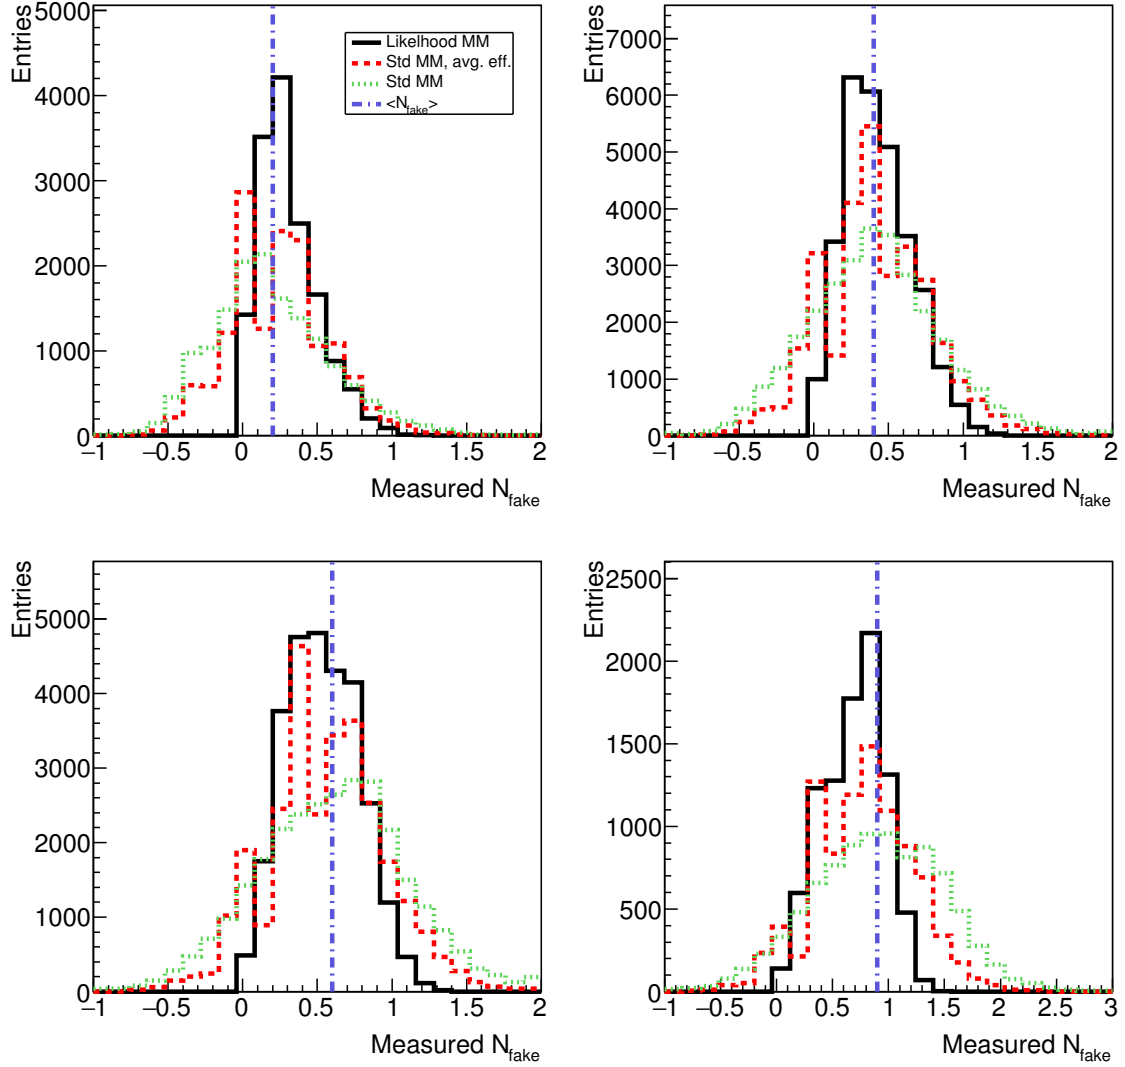 Entries
5000
4000
3000
2000
1000
0
Likelhood MM
Std MM, avg. eff.
Std MM
<N_fake>
−1 −0.5 0 0.5 1 1.5 2
Measured N_fake
Entries
7000
6000
5000
4000
3000
2000
1000
0
−1 −0.5 0 0.5 1 1.5 2
Measured N_fake
Entries
5000
4000
3000
2000
1000
0
−1 −0.5 0 0.5 1 1.5 2
Measured N_fake
Entries
2500
2000
1500
1000
500
0
−1 −0.5 0 0.5 1 1.5 2 2.5 3
Measured N_fake